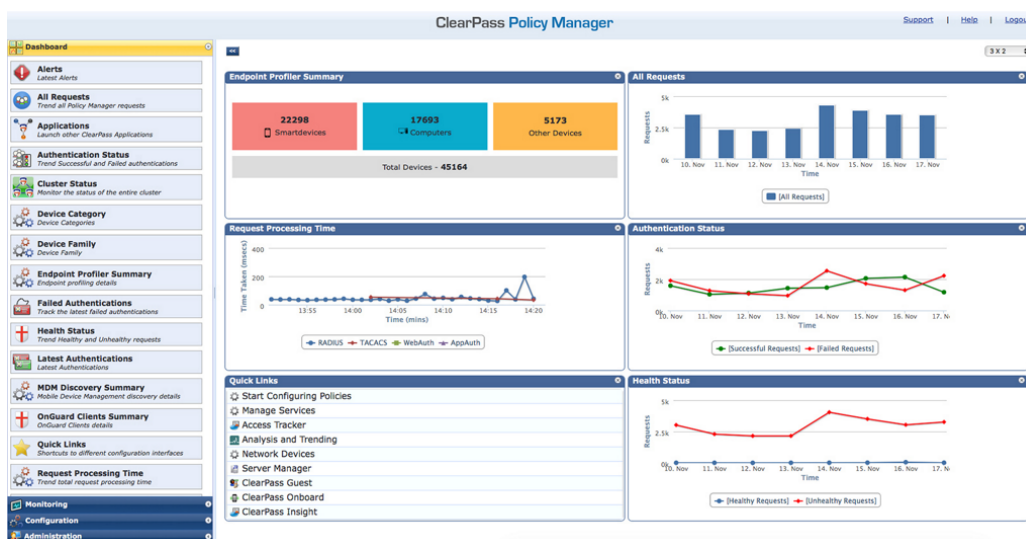 ClearPass Policy Manager
Support | Help | Logou
Dashboard
Alerts
Latest Alerts
All Requests
Trend all Policy Manager requests
Applications
Launch other ClearPass Applications
Authentication Status
Trend Successful and Failed authentications
Cluster Status
Monitor the status of the entire cluster
Device Category
Device Categories
Device Family
Device Family
Endpoint Profiler Summary
Endpoint profiling details
Failed Authentications
Track the latest failed authentications
Health Status
Trend Healthy and Unhealthy requests
Latest Authentications
Latest Authentications
MDM Discovery Summary
Mobile Device Management discovery details
OnGuard Clients Summary
OnGuard Clients details
Quick Links
Shortcuts to different configuration interfaces
Request Processing Time
Trend total request processing time
Monitoring
Configuration
Administration
<<
3 X 2
Endpoint Profiler Summary
22298
Smartdevices
17693
Computers
5173
Other Devices
Total Devices - 45164
All Requests
Requests
5k
2.5k
0k
10. Nov 11. Nov 12. Nov 13. Nov 14. Nov 15. Nov 16. Nov 17. Nov
Time
[All Requests]
Request Processing Time
Time Taken (msecs)
400
200
0
13:55 14:00 14:05 14:10 14:15 14:20
Time (mins)
RADIUS TACACS WebAuth AppAuth
Authentication Status
Requests
4k
2k
0k
10. Nov 11. Nov 12. Nov 13. Nov 14. Nov 15. Nov 16. Nov 17. N
Time
[Successful Requests] [Failed Requests]
Quick Links
Start Configuring Policies
Manage Services
Access Tracker
Analysis and Trending
Network Devices
Server Manager
ClearPass Guest
ClearPass Onboard
ClearPass Insight
Health Status
Requests
5k
2.5k
0k
10. Nov 11. Nov 12. Nov 13. Nov 14. Nov 15. Nov 16. Nov 17. N
Time
[Healthy Requests] [Unhealthy Requests]